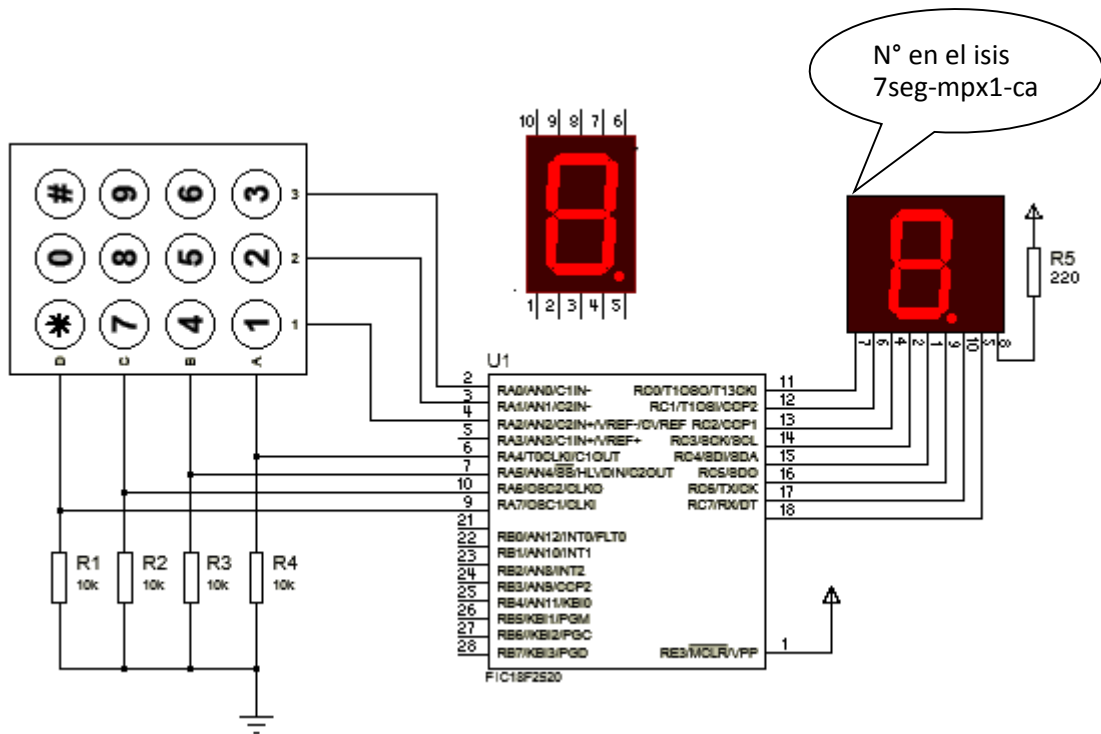 N° en el isis
7seg-mpx1-ca
10 9 8 7 6
1 2 3 4 5
# 9 6 3
0 8 5 2
* 7 4 1
3
2
1
D C B A
7 6 4 2 1 9 10 5 8
R5
220
U1
2 RA0/AN0/C1IN-
3 RA1/AN1/C2IN-
4 RA2/AN2/C2IN+/VREF-/CVREF
5 RA3/AN3/C1IN+/VREF+
6 RA4/T0CLKI/C1OUT
7 RA5/AN4/SS/HLVDIN/C2OUT
10 RA6/OSC2/CLKO
9 RA7/OSC1/CLKI
21 RB0/AN12/INT0/FLT0
22 RB1/AN10/INT1
23 RB2/AN8/INT2
24 RB3/AN9/CCP2
25 RB4/AN11/KBI0
26 RB5/KBI1/PGM
27 RB6/KBI2/PGC
28 RB7/KBI3/PGD
RC0/T1OSO/T13CKI 11
RC1/T1OSI/CCP2 12
RC2/CCP1 13
RC3/SCK/SCL 14
RC4/SDI/SDA 15
RC5/SDO 16
RC6/TX/CK 17
RC7/RX/DT 18
RE3/MCLR/VPP 1
PIC18F2520
R1
10k
R2
10k
R3
10k
R4
10k